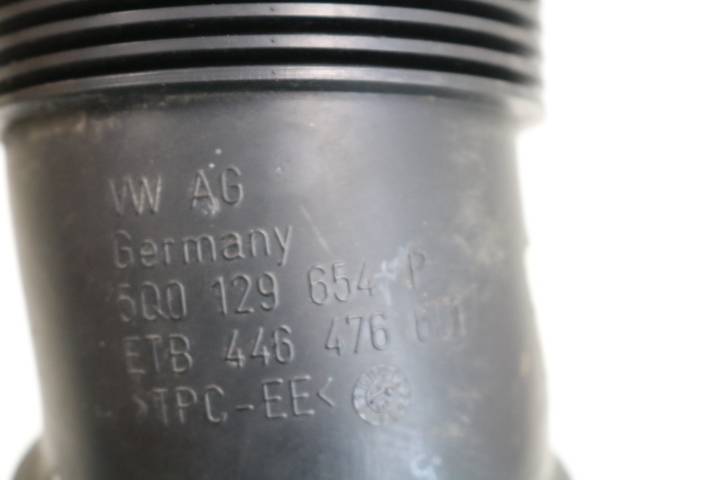 VW AG
Germany
5Q0 129 654 P
ETB 446 476
>TPC-EE<